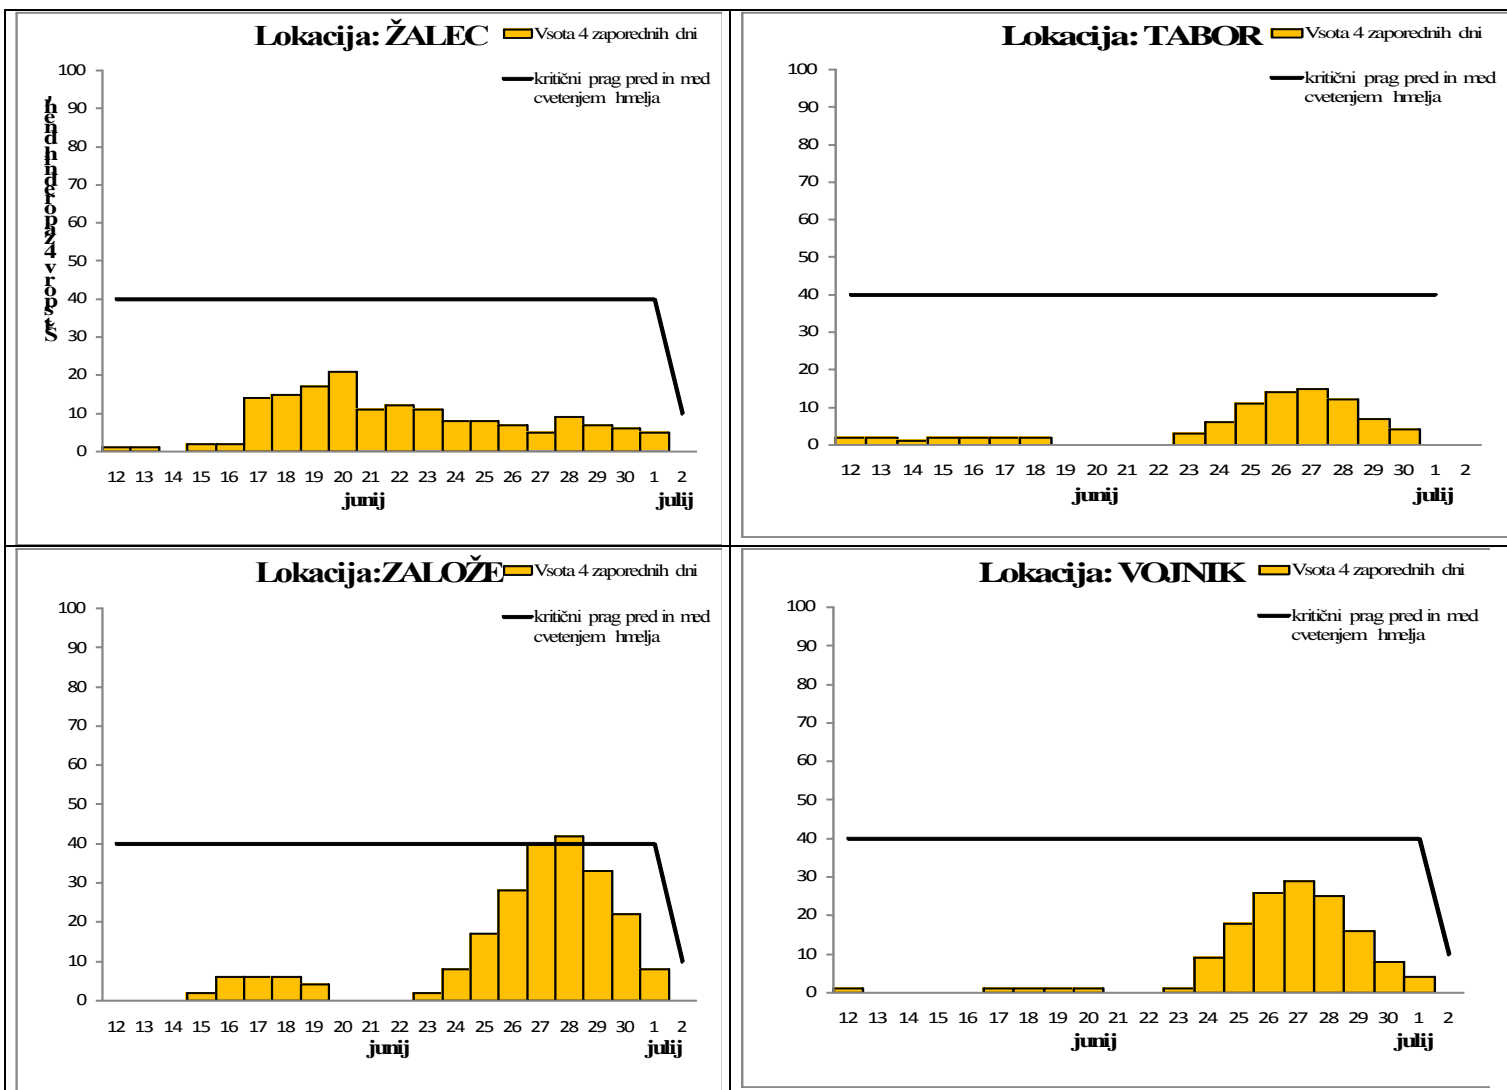 Lokacija: ŽALEC
Vsota 4 zaporednih dni
kritični prag pred in med
cvetenjem hmelja
100
90
80
70
60
50
40
30
20
10
0
12 13 14 15 16 17 18 19 20 21 22 23 24 25 26 27 28 29 30 1 2
junij julij
Lokacija: TABOR
Vsota 4 zaporednih dni
kritični prag pred in med
cvetenjem hmelja
100
90
80
70
60
50
40
30
20
10
0
12 13 14 15 16 17 18 19 20 21 22 23 24 25 26 27 28 29 30 1 2
junij julij
Lokacija: ZALOŽE
Vsota 4 zaporednih dni
kritični prag pred in med
cvetenjem hmelja
100
90
80
70
60
50
40
30
20
10
0
12 13 14 15 16 17 18 19 20 21 22 23 24 25 26 27 28 29 30 1 2
junij julij
Lokacija: VOJNIK
Vsota 4 zaporednih dni
kritični prag pred in med
cvetenjem hmelja
100
90
80
70
60
50
40
30
20
10
0
12 13 14 15 16 17 18 19 20 21 22 23 24 25 26 27 28 29 30 1 2
junij julij